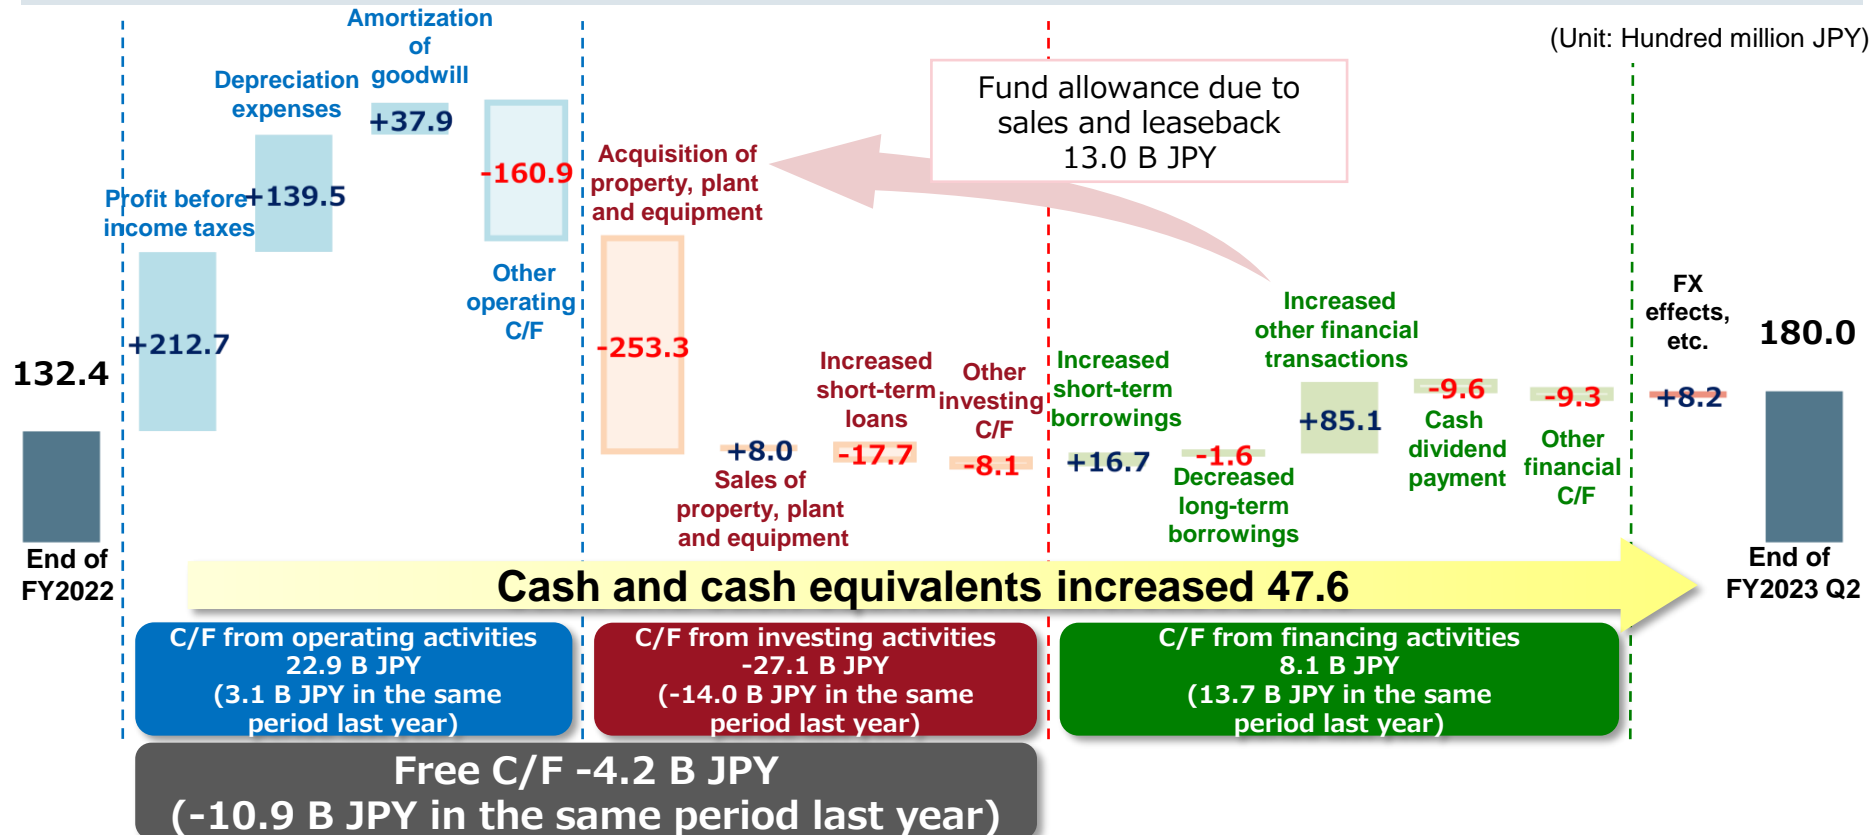 (Unit: Hundred million JPY)
132.4
End of
FY2022
Profit before
income taxes
+212.7
Depreciation
expenses
+139.5
Amortization
of
goodwill
+37.9
-160.9
Other
operating
C/F
Acquisition of
property, plant
and equipment
-253.3
+8.0
Sales of
property, plant
and equipment
Increased
short-term
loans
-17.7
Other
investing
C/F
-8.1
Fund allowance due to
sales and leaseback
13.0 B JPY
Increased
short-term
borrowings
+16.7
-1.6
Decreased
long-term
borrowings
Increased
other financial
transactions
+85.1
-9.6
Cash
dividend
payment
-9.3
Other
financial
C/F
FX
effects,
etc.
+8.2
180.0
End of
FY2023 Q2
Cash and cash equivalents increased 47.6
C/F from operating activities
22.9 B JPY
(3.1 B JPY in the same
period last year)
C/F from investing activities
-27.1 B JPY
(-14.0 B JPY in the same
period last year)
C/F from financing activities
8.1 B JPY
(13.7 B JPY in the same
period last year)
Free C/F -4.2 B JPY
(-10.9 B JPY in the same period last year)